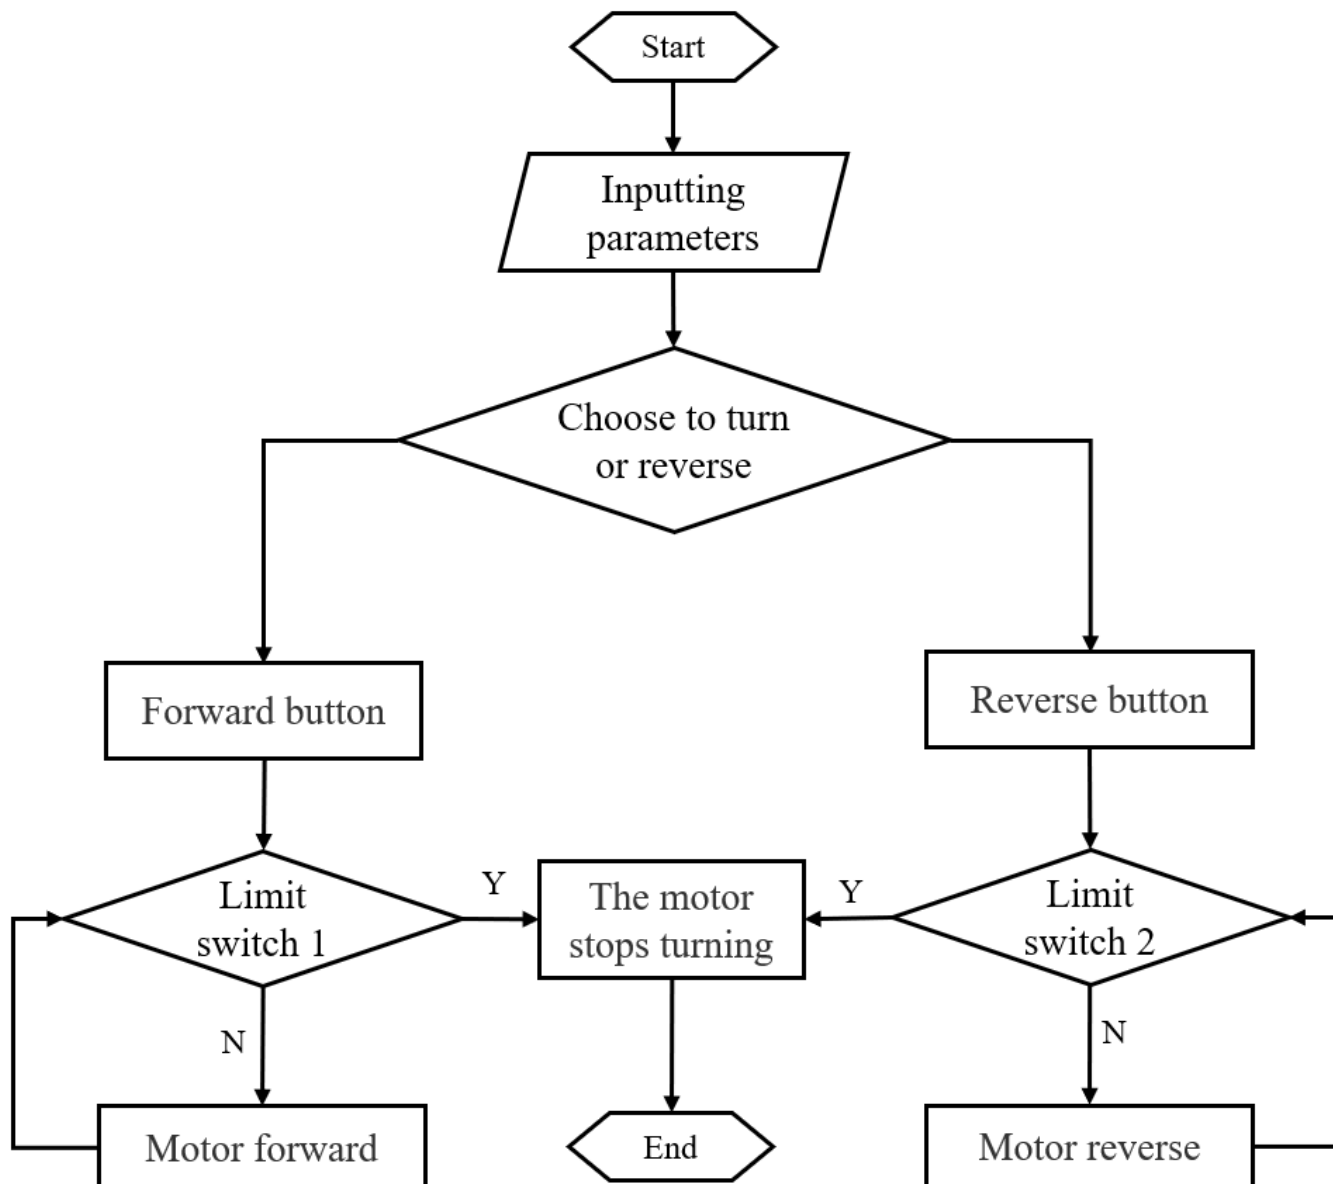 Start
Inputting
parameters
Choose to turn
or reverse
Forward button
Reverse button
Limit
switch 1
Y
The motor
stops turning
Y
Limit
switch 2
N
N
Motor forward
End
Motor reverse